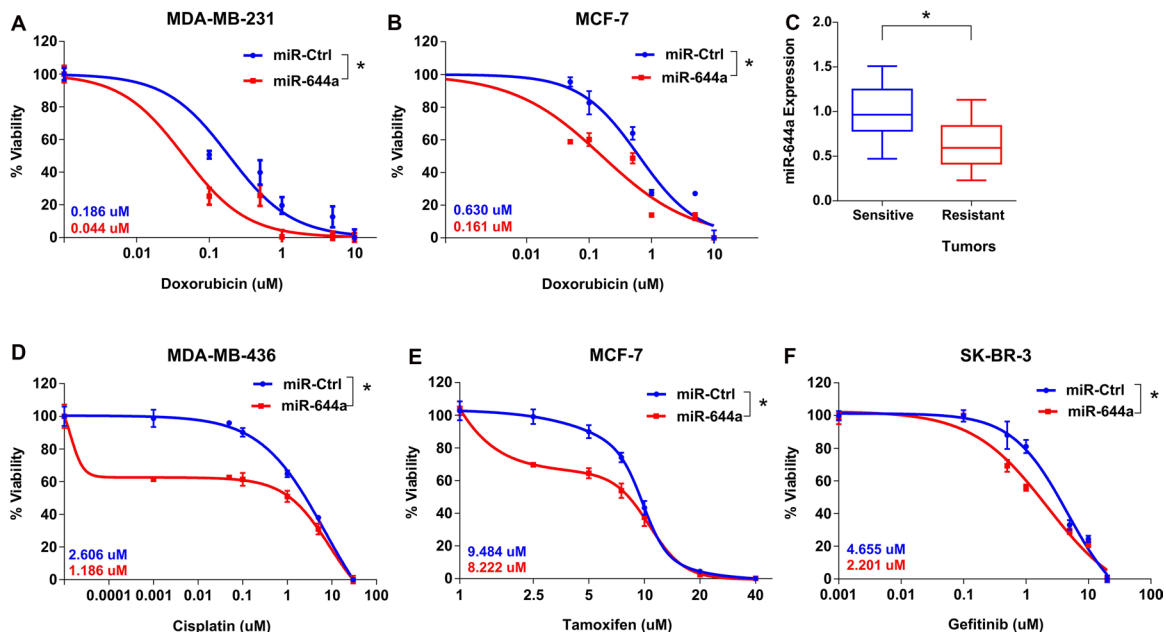 A
MDA-MB-231
% Viability
120
100
80
60
40
20
0
miR-Ctrl
miR-644a
*
0.186 uM
0.044 uM
0.01
0.1
1
10
Doxorubicin (uM)
B
MCF-7
% Viability
120
100
80
60
40
20
0
miR-Ctrl
miR-644a
*
0.630 uM
0.161 uM
0.01
0.1
1
10
Doxorubicin (uM)
C
miR-644a Expression
2.0
1.5
1.0
0.5
0.0
*
Sensitive
Resistant
Tumors
D
MDA-MB-436
% Viability
120
100
80
60
40
20
0
miR-Ctrl
miR-644a
*
2.606 uM
1.186 uM
0.0001
0.001
0.01
0.1
1
10
100
Cisplatin (uM)
E
MCF-7
% Viability
120
100
80
60
40
20
0
miR-Ctrl
miR-644a
*
9.484 uM
8.222 uM
1
2.5
5
10
20
40
Tamoxifen (uM)
F
SK-BR-3
% Viability
120
100
80
60
40
20
0
miR-Ctrl
miR-644a
*
4.655 uM
2.201 uM
0.001
0.1
1
10
100
Gefitinib (uM)